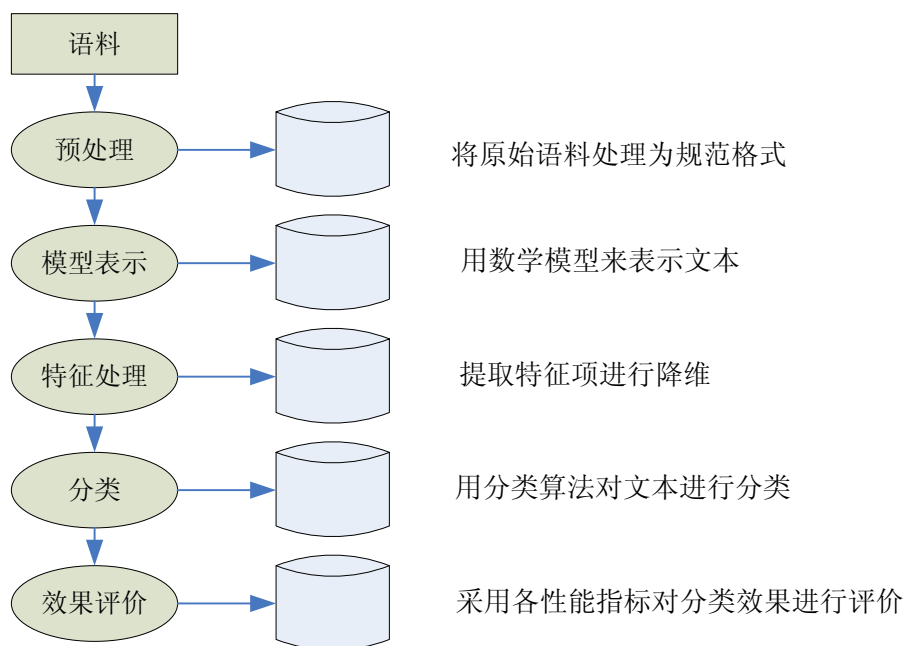 语料
预处理
将原始语料处理为规范格式
模型表示
用数学模型来表示文本
特征处理
提取特征项进行降维
分类
用分类算法对文本进行分类
效果评价
采用各性能指标对分类效果进行评价